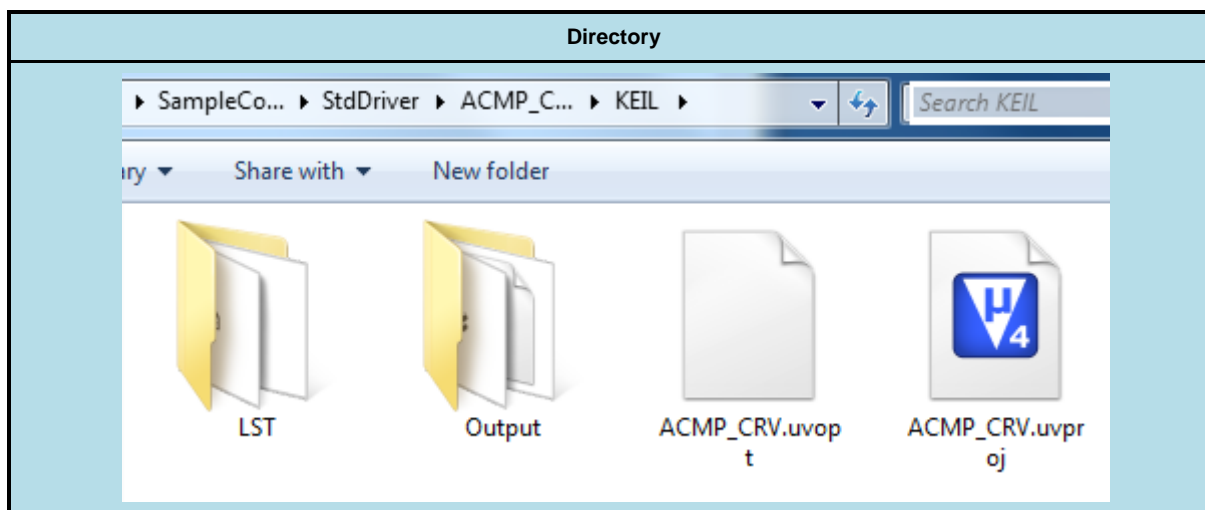 Directory
SampleCo... StdDriver ACMP_C... KEIL Search KEIL
ry Share with New folder
LST Output ACMP_CRV.uvop ACMP_CRV.uvpr
t oj
µ4